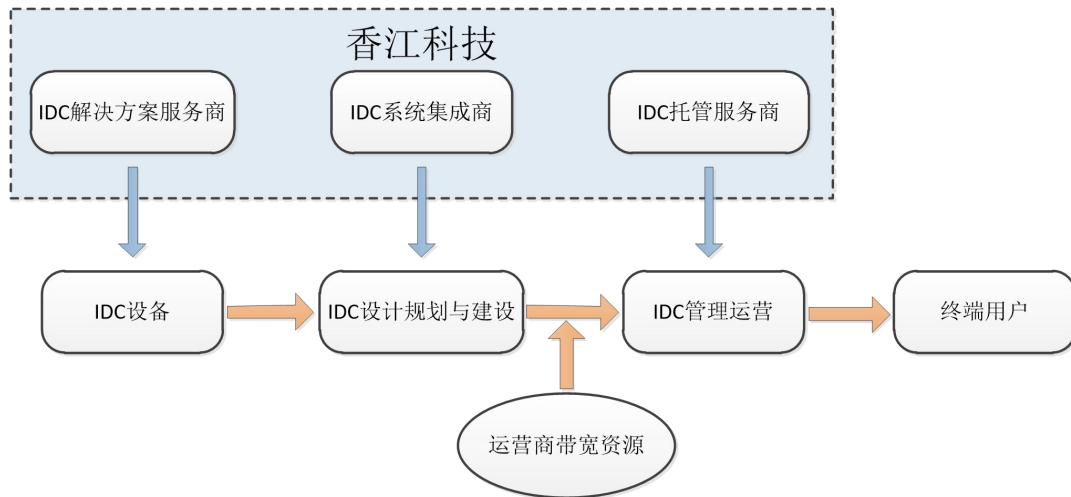 香江科技
IDC解决方案服务商
IDC系统集成商
IDC托管服务商
IDC设备
IDC设计规划与建设
IDC管理运营
终端用户
运营商带宽资源